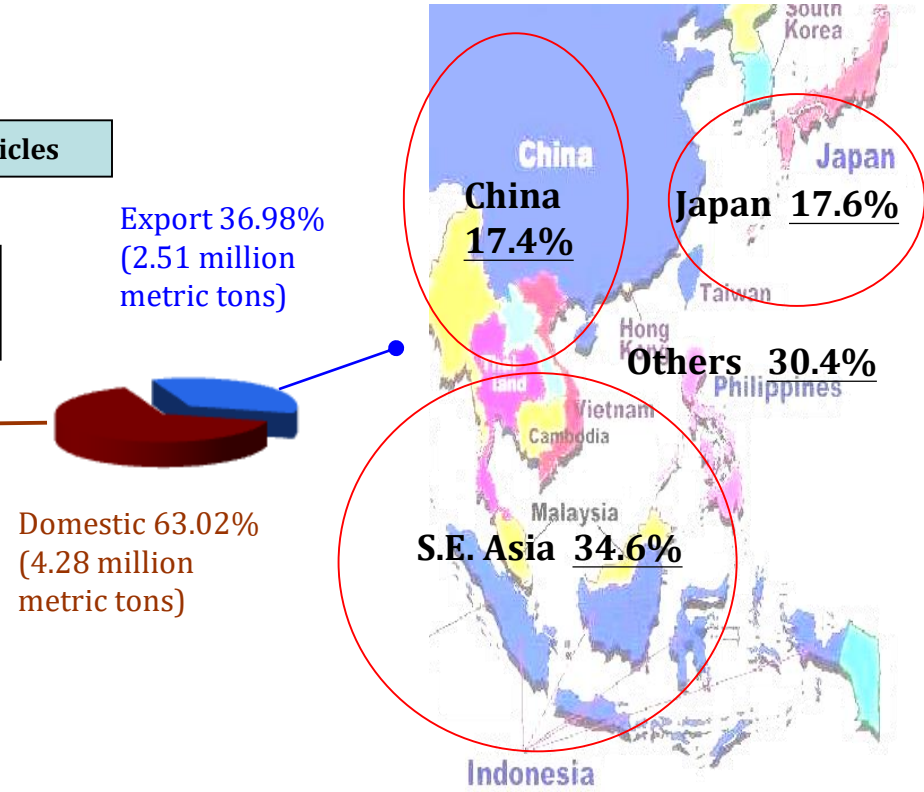 South
Korea
icles
China
Japan
China
17.4%
Japan 17.6%
Export 36.98%
(2.51 million
metric tons)
Taiwan
Hong
Others 30.4%
Philippines
land
Vietnam
Cambodia
Domestic 63.02%
(4.28 million
metric tons)
Malaysia
S.E. Asia 34.6%
Indonesia